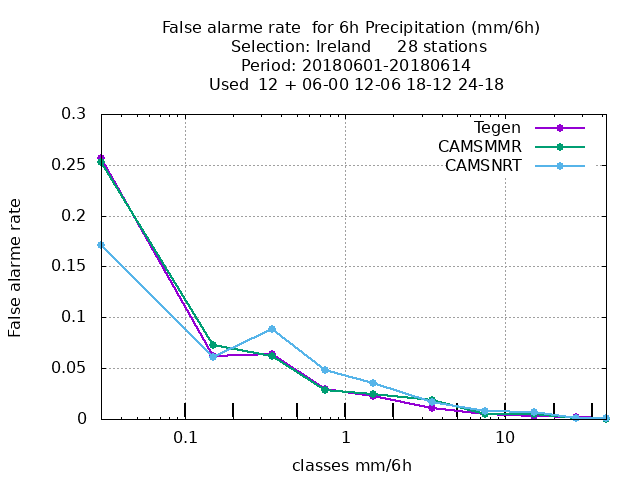 False alarme rate  for 6h Precipitation (mm/6h)
Selection: Ireland     28 stations
Period: 20180601-20180614
Used  12 + 06-00 12-06 18-12 24-18
Tegen
CAMSMMR
CAMSNRT
0.3
0.25
0.2
0.15
0.1
0.05
0
False alarme rate
0.1
1
10
classes mm/6h